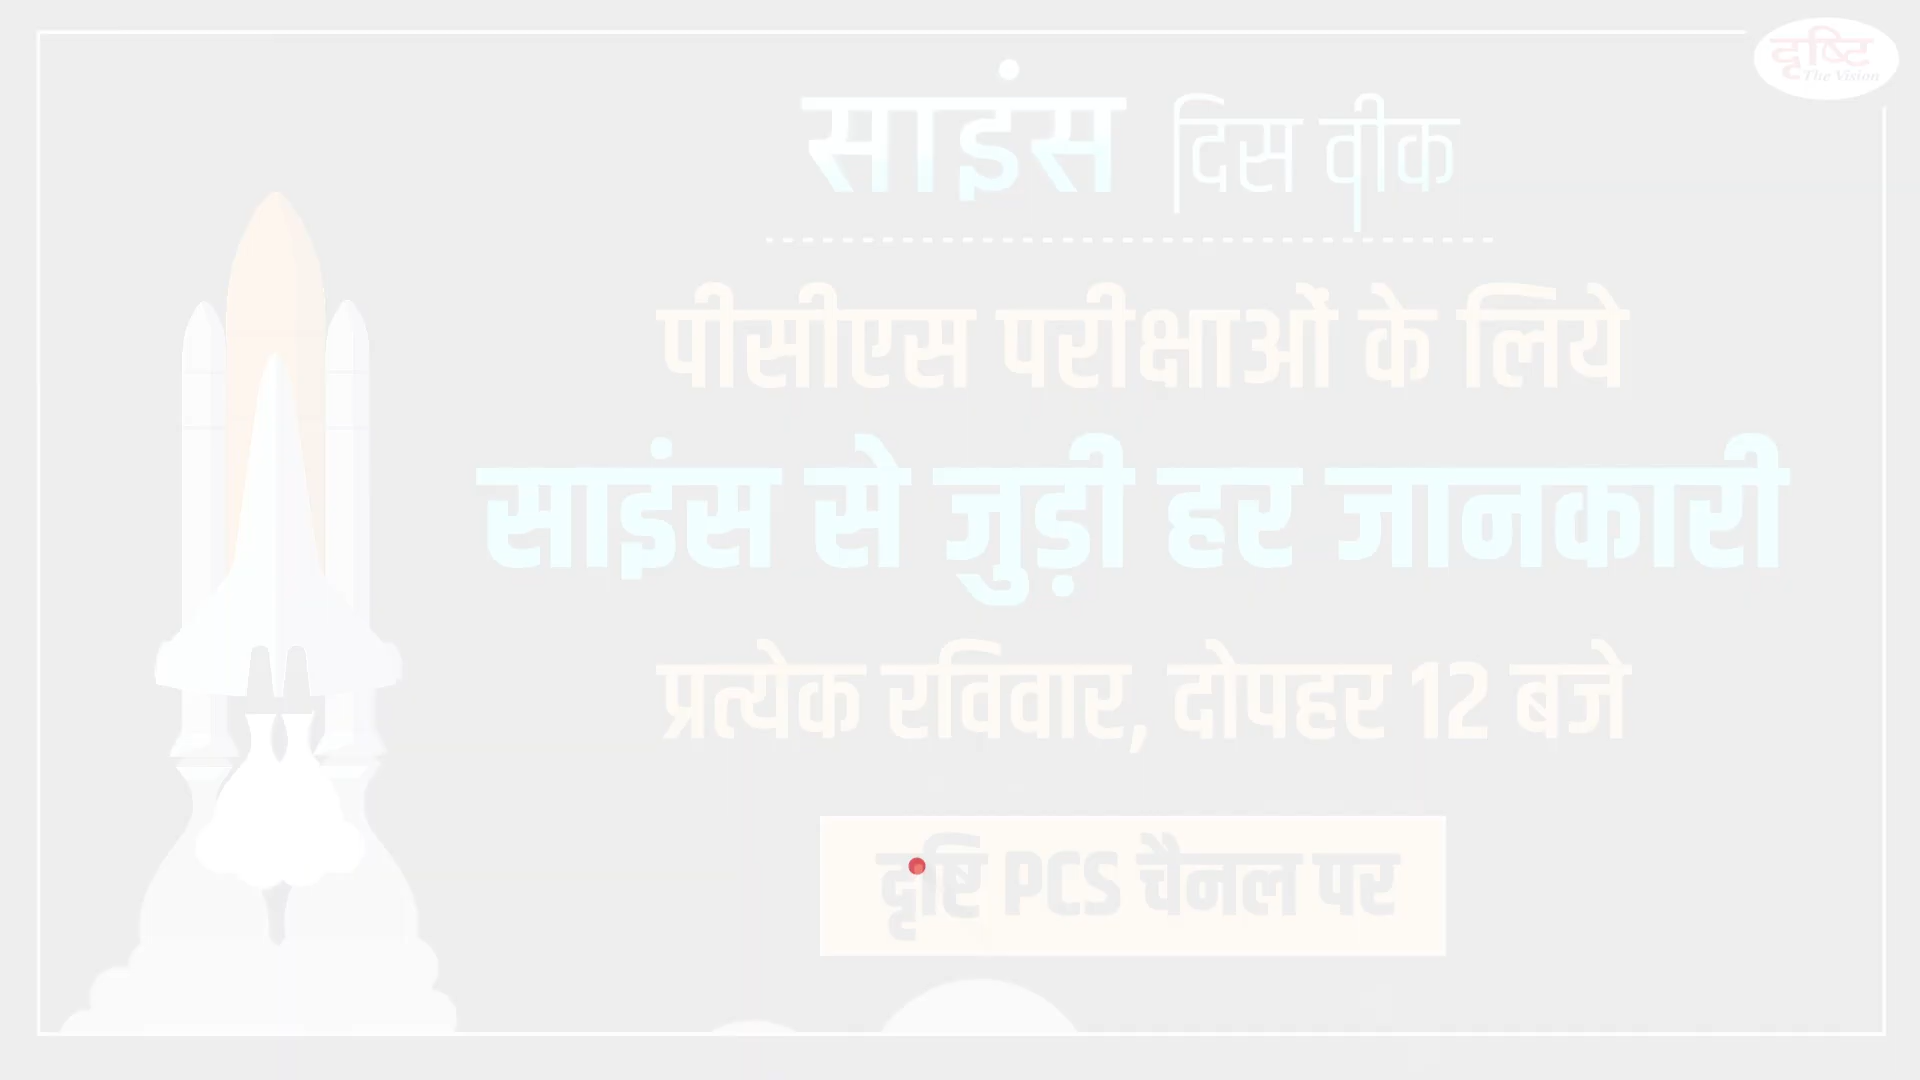 दृष्टि
The Vision
साइंस दिस वीक
पीसीएस परीक्षाओं के लिये
साइंस से जुड़ी हर जानकारी
प्रत्येक रविवार, दोपहर 12 बजे
दृष्टि PCS चैनल पर